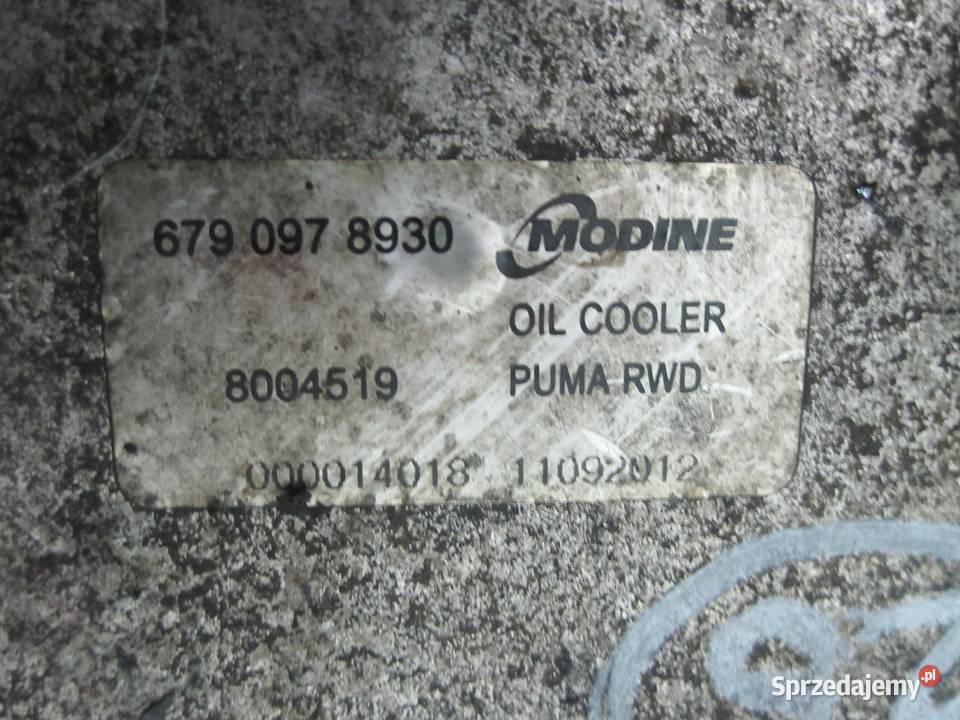 679 097 8930 MODINE
OIL COOLER
8004519 PUMA RWD
000014018 11092012
Sprzedajemy.pl